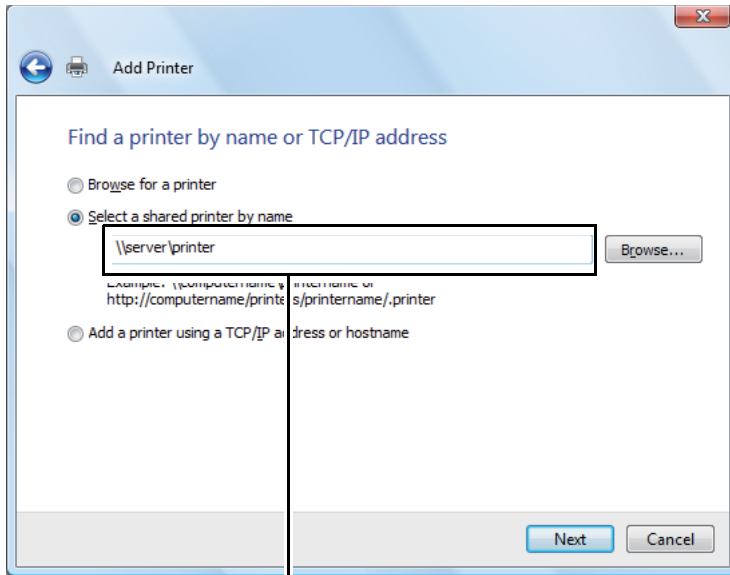 Add Printer
Find a printer by name or TCP/IP address
Browse for a printer
Select a shared printer by name
\\server\printer
Browse...
Example: \\computername\printername or
http://computername/printers/printername/.printer
Add a printer using a TCP/IP address or hostname
Next Cancel